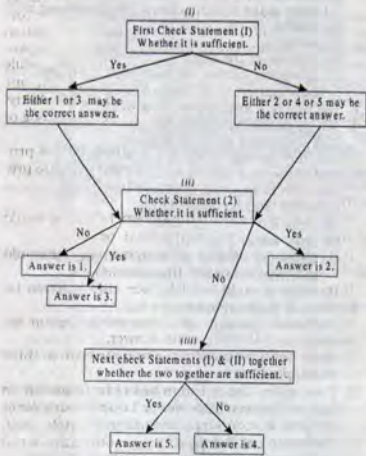 (I)
First Check Statement (I)
Whether it is sufficient.
Yes
No
Either 1 or 3 may be
the correct answers.
Either 2 or 4 or 5 may be
the correct answer.
(II)
Check Statement (2)
Whether it is sufficient.
No
Yes
Yes
Answer is 1.
Answer is 3.
No
Answer is 2.
(III)
Next check Statements (I) & (II) together
whether the two together are sufficient.
Yes
No
Answer is 5.
Answer is 4.